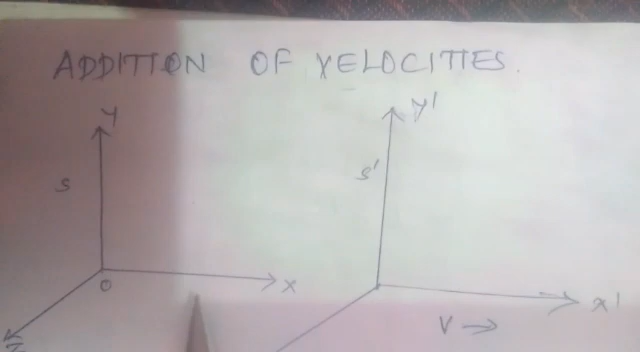 ADDITION OF VELOCITIES.
Y
Y'
S
S'
O
X
X'
Z
V →